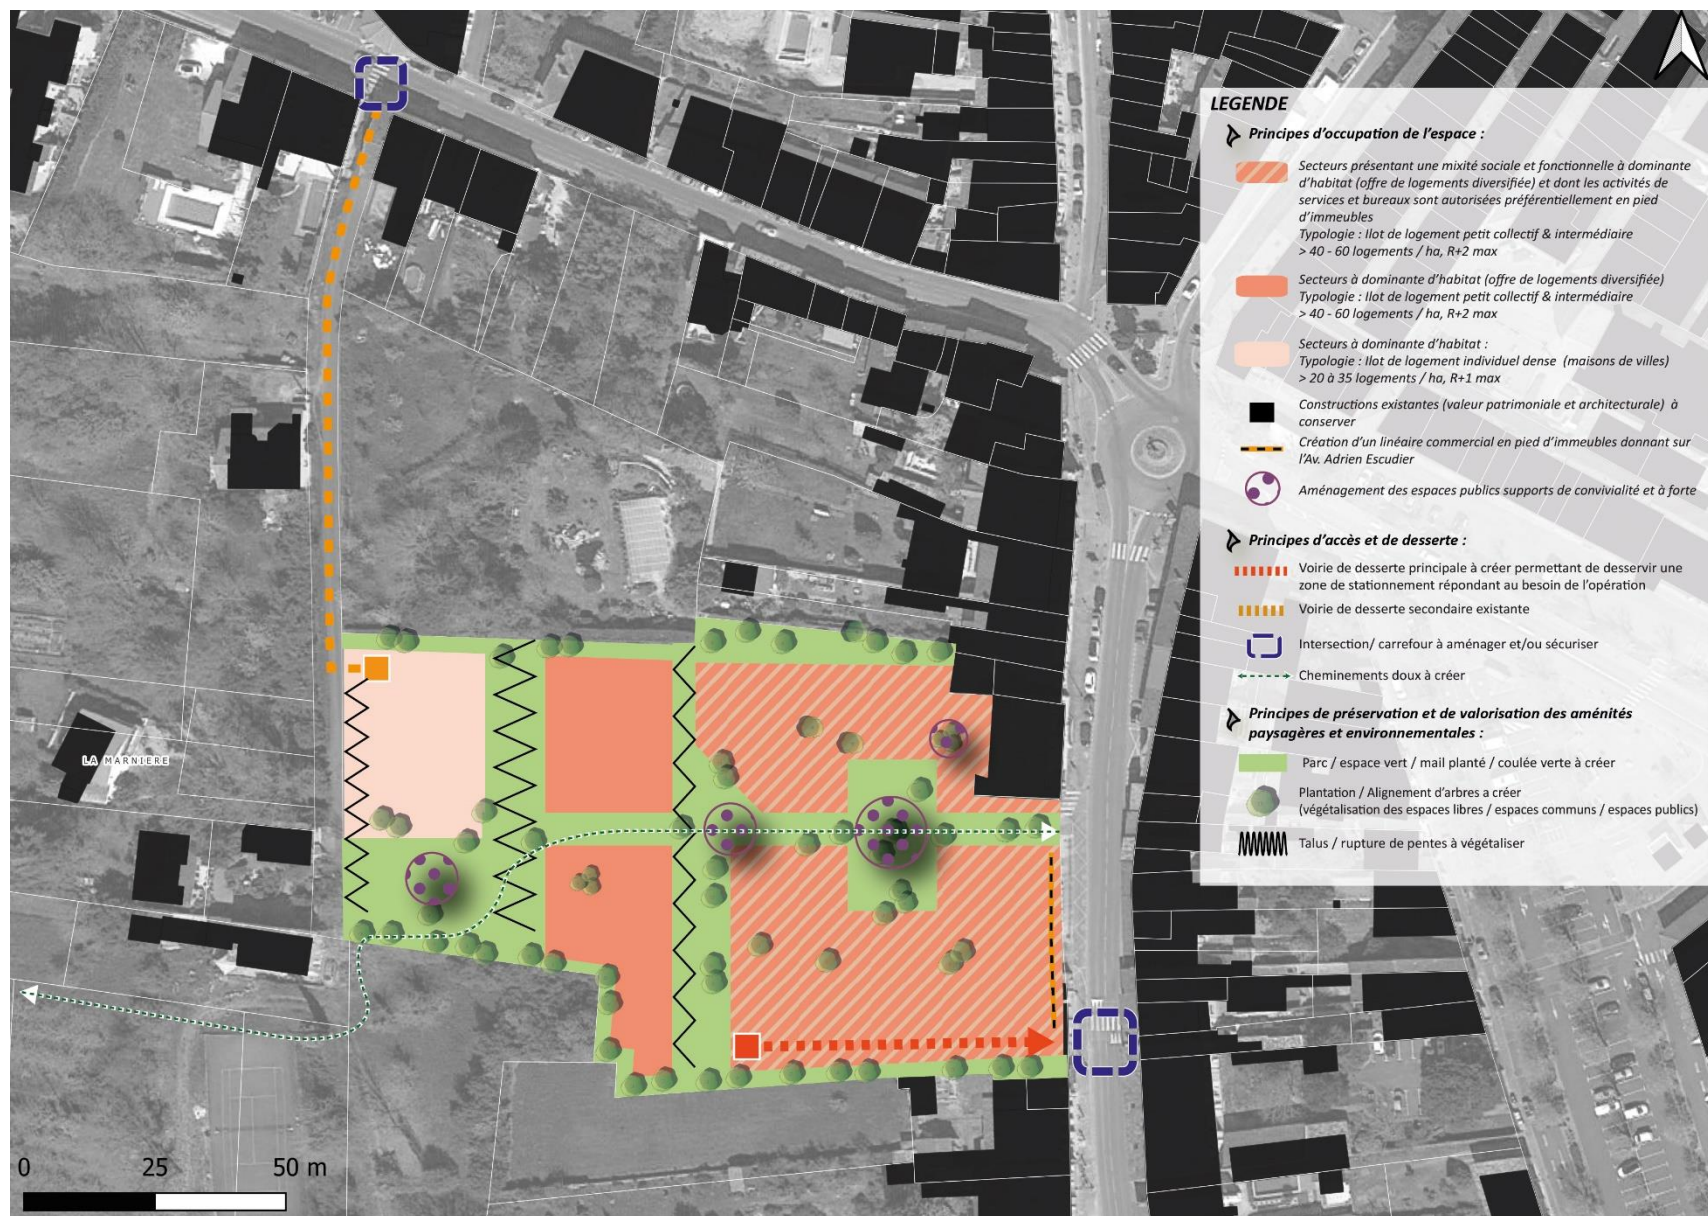 LEGENDE
Principes d'occupation de l'espace :
Secteurs présentant une mixité sociale et fonctionnelle à dominante
d'habitat (offre de logements diversifiée) et dont les activités de
services et bureaux sont autorisées préférentiellement en pied
d'immeubles
Typologie : Ilot de logement petit collectif & intermédiaire
> 40 - 60 logements / ha, R+2 max
Secteurs à dominante d'habitat (offre de logements diversifiée)
Typologie : Ilot de logement petit collectif & intermédiaire
> 40 - 60 logements / ha, R+2 max
Secteurs à dominante d'habitat :
Typologie : Ilot de logement individuel dense (maisons de villes)
> 20 à 35 logements / ha, R+1 max
Constructions existantes (valeur patrimoniale et architecturale) à
conserver
Création d'un linéaire commercial en pied d'immeubles donnant sur
l'Av. Adrien Escudier
Aménagement des espaces publics supports de convivialité et à forte
Principes d'accès et de desserte :
Voirie de desserte principale à créer permettant de desservir une
zone de stationnement répondant au besoin de l'opération
Voirie de desserte secondaire existante
Intersection/ carrefour à aménager et/ou sécuriser
Cheminements doux à créer
Principes de préservation et de valorisation des aménités
paysagères et environnementales :
Parc / espace vert / mail planté / coulée verte à créer
Plantation / Alignement d'arbres a créer
(végétalisation des espaces libres / espaces communs / espaces publics)
Talus / rupture de pentes à végétaliser
LA MARNIERE
0 25 50 m